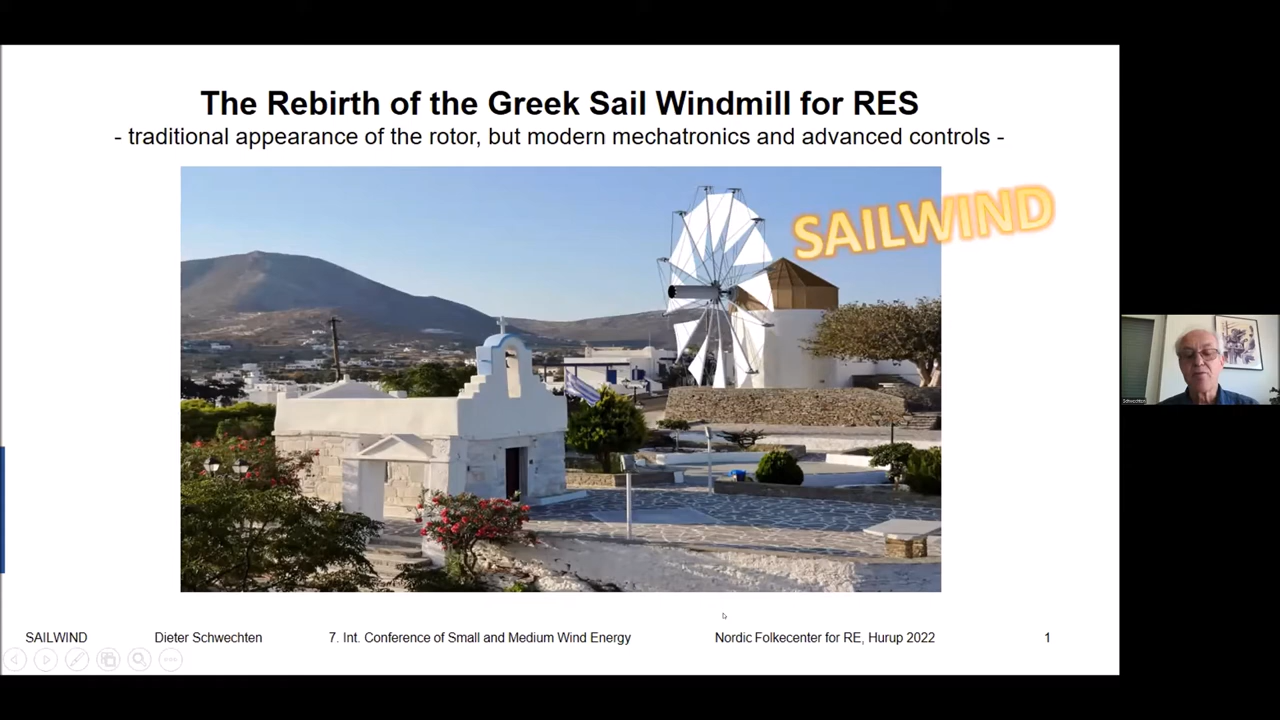 The Rebirth of the Greek Sail Windmill for RES
- traditional appearance of the rotor, but modern mechatronics and advanced controls -
SAILWIND
Schwechten
SAILWIND Dieter Schwechten 7. Int. Conference of Small and Medium Wind Energy Nordic Folkecenter for RE, Hurup 2022 1